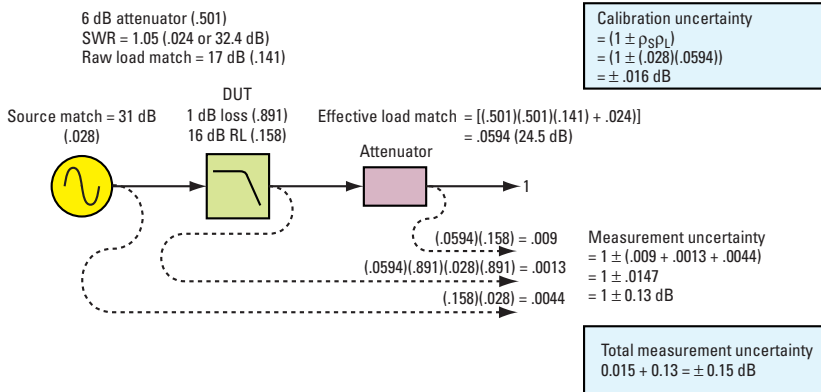 6 dB attenuator (.501)
SWR = 1.05 (.024 or 32.4 dB)
Raw load match = 17 dB (.141)
Calibration uncertainty
= (1 ± ρSρL)
= (1 ± (.028)(.0594))
= ± .016 dB
Source match = 31 dB
(.028)
DUT
1 dB loss (.891)
16 dB RL (.158)
Effective load match = [(.501)(.501)(.141) + .024)]
= .0594 (24.5 dB)
Attenuator
1
(.0594)(.158) = .009
(.0594)(.891)(.028)(.891) = .0013
(.158)(.028) = .0044
Measurement uncertainty
= 1 ± (.009 + .0013 + .0044)
= 1 ± .0147
= 1 ± 0.13 dB
Total measurement uncertainty
0.015 + 0.13 = ± 0.15 dB